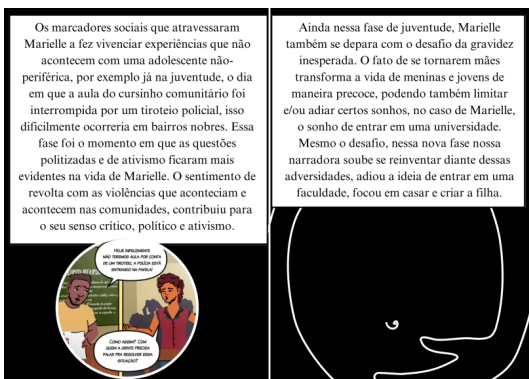 Os marcadores sociais que atravessaram
Marielle a fez vivenciar experiências que não
acontecem com uma adolescente não-
periférica, por exemplo já na juventude, o dia
em que a aula do cursinho comunitário foi
interrompida por um tiroteio policial, isso
dificilmente ocorreria em bairros nobres. Essa
fase foi o momento em que as questões
politizadas e de ativismo ficaram mais
evidentes na vida de Marielle. O sentimento de
revolta com as violências que aconteciam e
acontecem nas comunidades, contribuiu para
o seu senso crítico, político e ativismo.
HOJE INFELIZMENTE
NÃO TEREMOS AULA POR CONTA
DE UM TIROTEIO, A POLÍCIA ESTÁ
ENTRANDO NA FAVELA!
COMO ASSIM? COM
QUEM A GENTE PRECISA
FALAR PRA RESOLVER ESSA
SITUAÇÃO?
Ainda nessa fase de juventude, Marielle
também se depara com o desafio da gravidez
inesperada. O fato de se tornarem mães
transforma a vida de meninas e jovens de
maneira precoce, podendo também limitar
e/ou adiar certos sonhos, no caso de Marielle,
o sonho de entrar em uma universidade.
Mesmo o desafio, nessa nova fase nossa
narradora soube se reinventar diante dessas
adversidades, adiou a ideia de entrar em uma
faculdade, focou em casar e criar a filha.